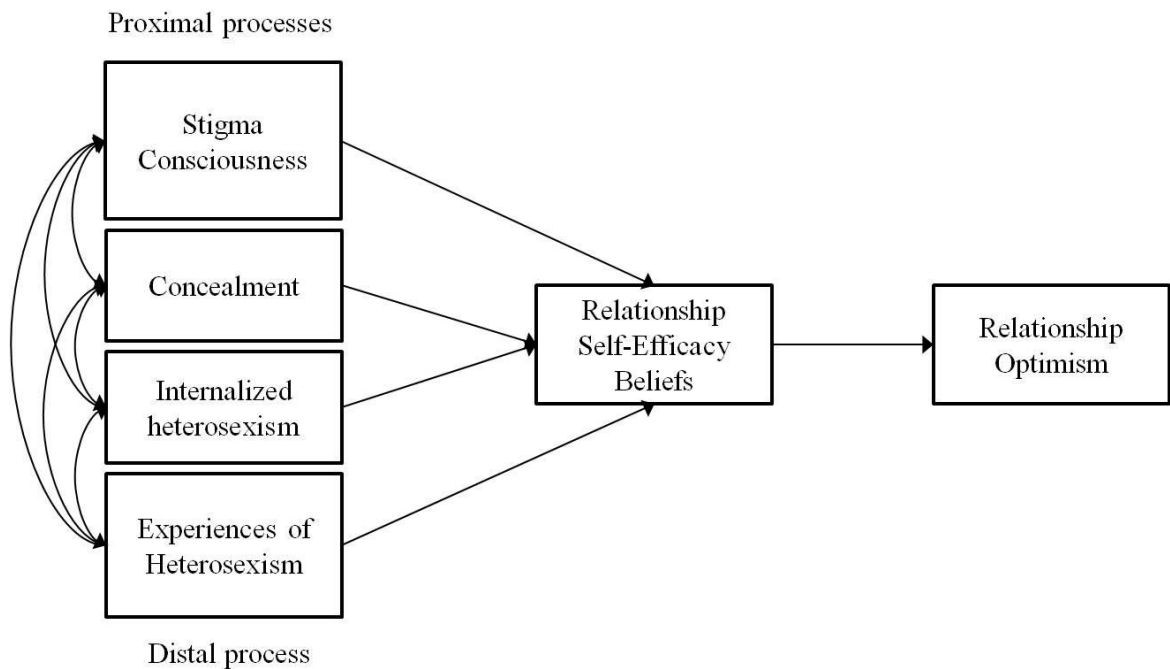 Proximal processes
Stigma
Consciousness
Concealment
Internalized
heterosexism
Experiences of
Heterosexism
Distal process
Relationship
Self-Efficacy
Beliefs
Relationship
Optimism